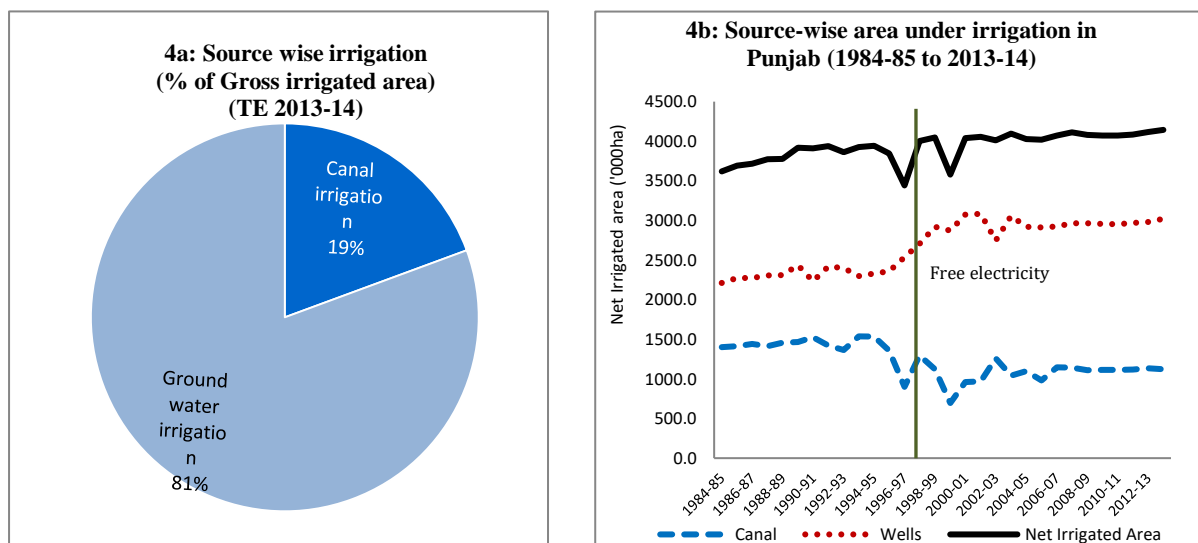 4a: Source wise irrigation
(% of Gross irrigated area)
(TE 2013-14)
Canal
irrigatio
n
19%
Ground
water
irrigatio
n
81%
4b: Source-wise area under irrigation in
Punjab (1984-85 to 2013-14)
Net Irrigated area ('000ha)
4500.0
4000.0
3500.0
3000.0
2500.0
2000.0
1500.0
1000.0
500.0
0.0
Free electricity
1984-85
1986-87
1988-89
1990-91
1992-93
1994-95
1996-97
1998-99
2000-01
2002-03
2004-05
2006-07
2008-09
2010-11
2012-13
Canal Wells Net Irrigated Area